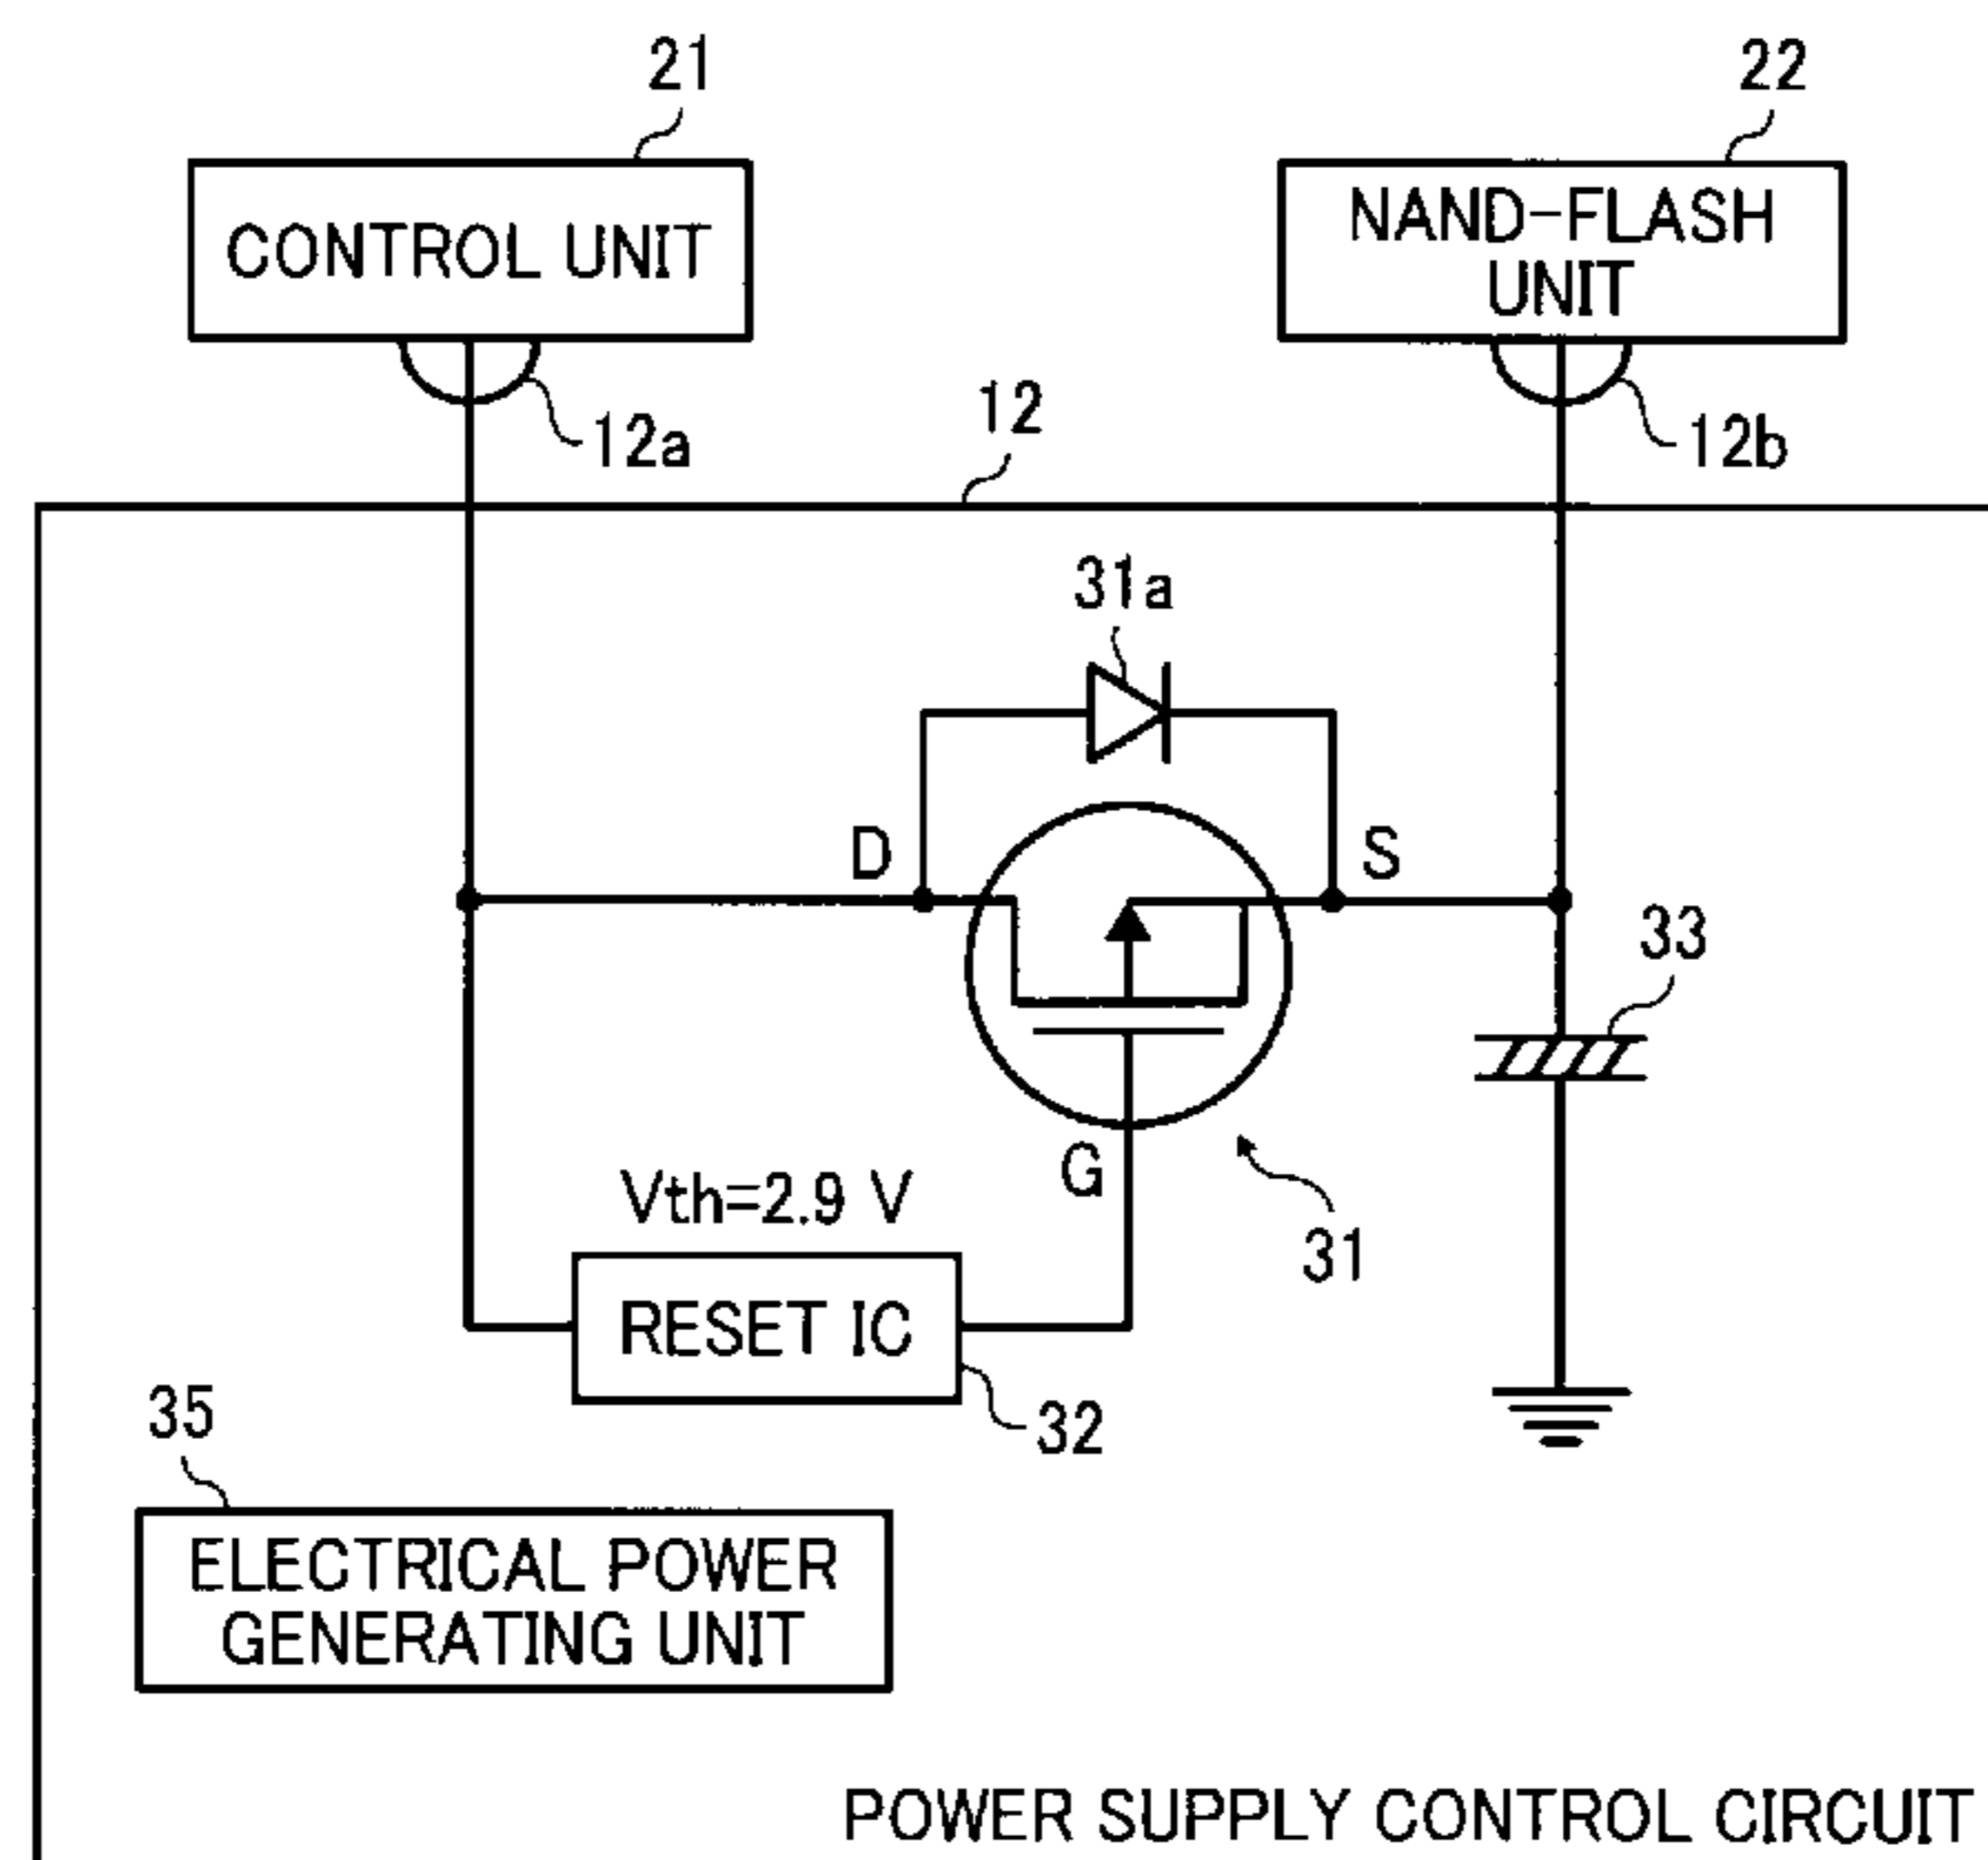 21
22
CONTROL UNIT
NAND-FLASH
UNIT
12a
12
12b
31a
D
S
33
G
Vth=2.9 V
31
RESET IC
32
35
ELECTRICAL POWER
GENERATING UNIT
POWER SUPPLY CONTROL CIRCUIT